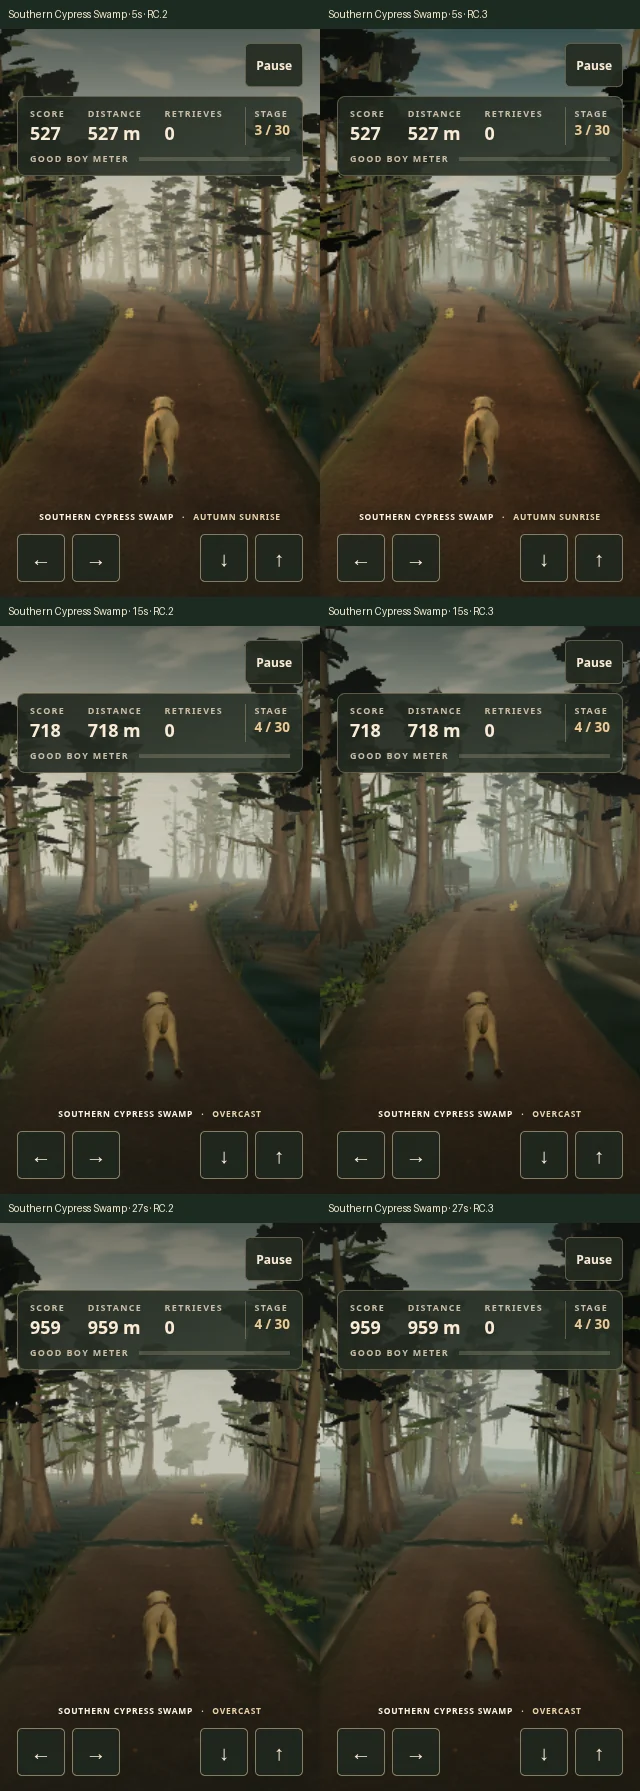 Southern Cypress Swamp · 5s · RC.2
Pause
SCORE DISTANCE RETRIEVES STAGE
527 527 m 0 3 / 30
GOOD BOY METER
SOUTHERN CYPRESS SWAMP · AUTUMN SUNRISE
← → ↓ ↑
Southern Cypress Swamp · 5s · RC.3
Pause
SCORE DISTANCE RETRIEVES STAGE
527 527 m 0 3 / 30
GOOD BOY METER
SOUTHERN CYPRESS SWAMP · AUTUMN SUNRISE
← → ↓ ↑
Southern Cypress Swamp · 15s · RC.2
Pause
SCORE DISTANCE RETRIEVES STAGE
718 718 m 0 4 / 30
GOOD BOY METER
SOUTHERN CYPRESS SWAMP · OVERCAST
← → ↓ ↑
Southern Cypress Swamp · 15s · RC.3
Pause
SCORE DISTANCE RETRIEVES STAGE
718 718 m 0 4 / 30
GOOD BOY METER
SOUTHERN CYPRESS SWAMP · OVERCAST
← → ↓ ↑
Southern Cypress Swamp · 27s · RC.2
Pause
SCORE DISTANCE RETRIEVES STAGE
959 959 m 0 4 / 30
GOOD BOY METER
SOUTHERN CYPRESS SWAMP · OVERCAST
← → ↓ ↑
Southern Cypress Swamp · 27s · RC.3
Pause
SCORE DISTANCE RETRIEVES STAGE
959 959 m 0 4 / 30
GOOD BOY METER
SOUTHERN CYPRESS SWAMP · OVERCAST
← → ↓ ↑